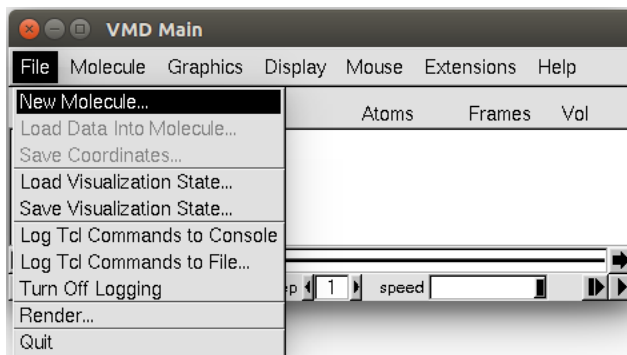 VMD Main
File Molecule Graphics Display Mouse Extensions Help
New Molecule... Atoms Frames Vol
Load Data Into Molecule...
Save Coordinates...
Load Visualization State...
Save Visualization State...
Log Tcl Commands to Console
Log Tcl Commands to File...
ep 1 speed
Turn Off Logging
Render...
Quit